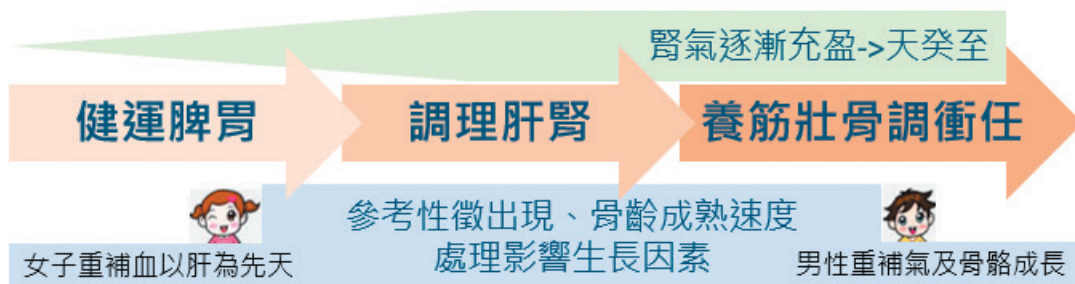 腎氣逐漸充盈->天癸至
健運脾胃
調理肝腎
養筋壯骨調衝任
參考性徵出現、骨齡成熟速度
處理影響生長因素
女子重補血以肝為先天
男性重補氣及骨骼成長